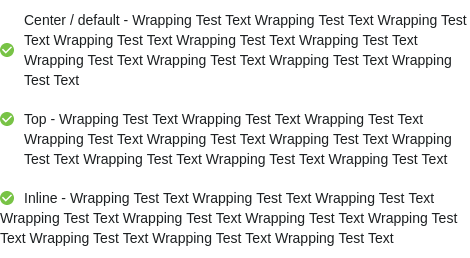 Center / default - Wrapping Test Text Wrapping Test Text Wrapping Test
Text Wrapping Test Text Wrapping Test Text Wrapping Test Text
Wrapping Test Text Wrapping Test Text Wrapping Test Text Wrapping
Test Text
Top - Wrapping Test Text Wrapping Test Text Wrapping Test Text
Wrapping Test Text Wrapping Test Text Wrapping Test Text Wrapping
Test Text Wrapping Test Text Wrapping Test Text Wrapping Test Text
Inline - Wrapping Test Text Wrapping Test Text Wrapping Test Text
Wrapping Test Text Wrapping Test Text Wrapping Test Text Wrapping Test
Text Wrapping Test Text Wrapping Test Text Wrapping Test Text